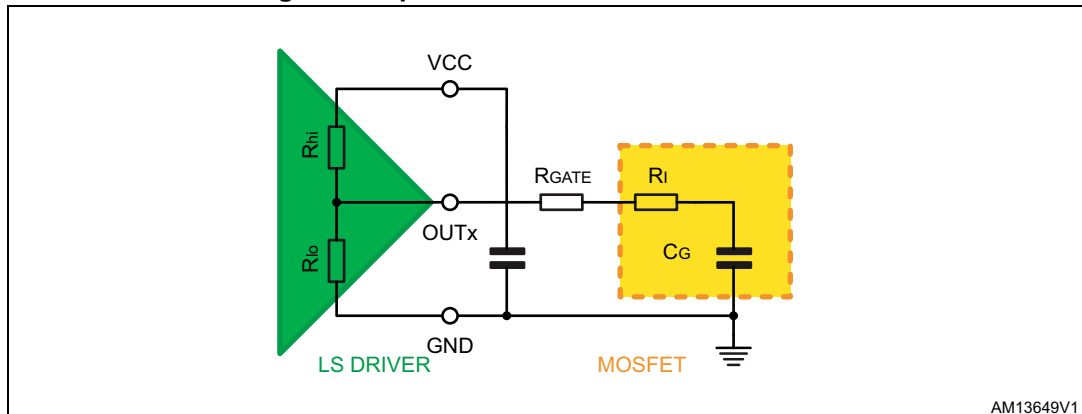 VCC
Rhi
RGATE
RI
OUTx
Rlo
CG
GND
LS DRIVER
MOSFET
AM13649V1